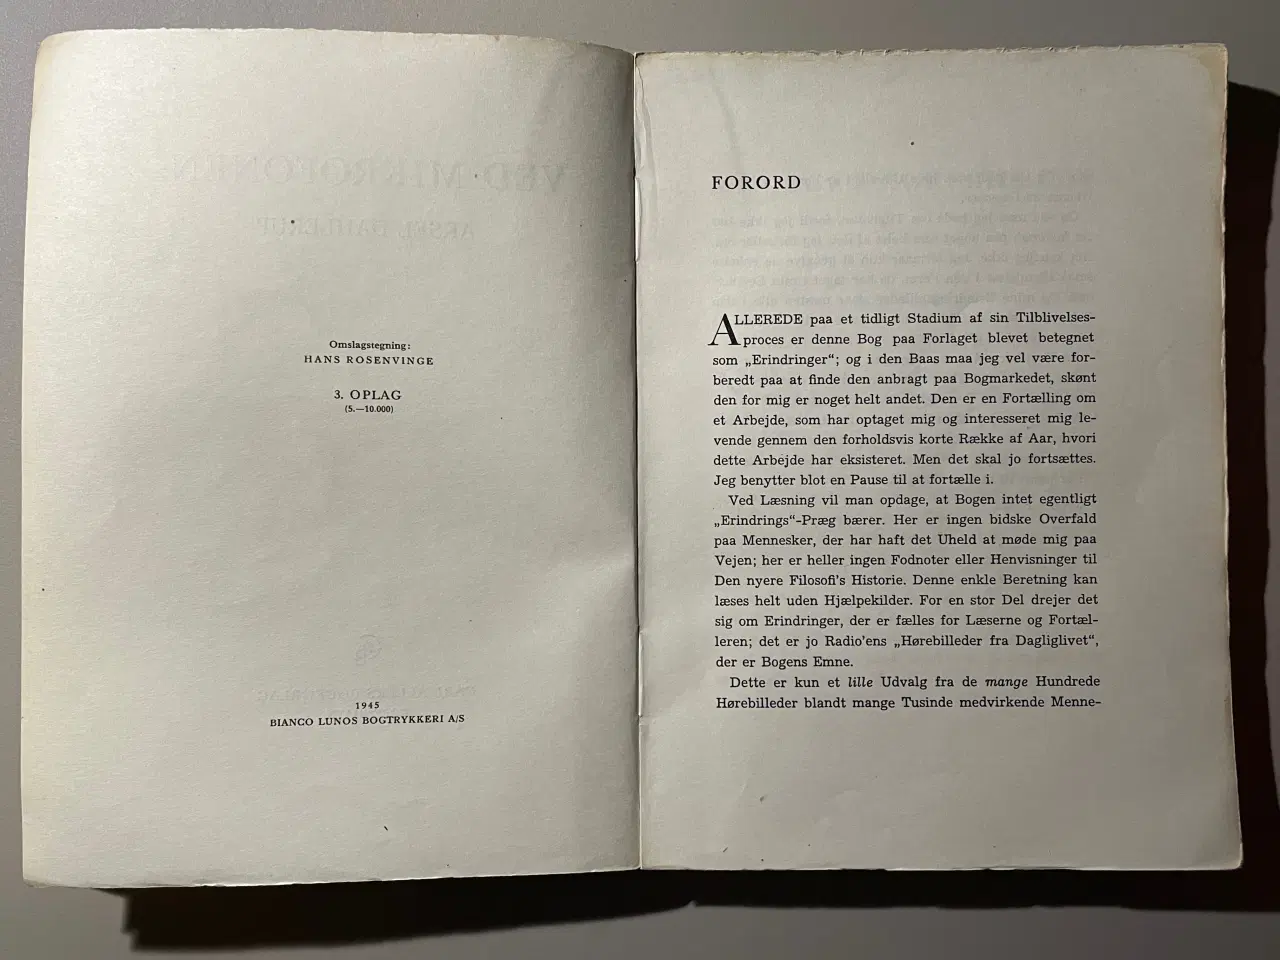 VED MIKROFONEN
AKSEL DAHLERUP
Omslagstegning:
HANS ROSENVINGE
3. OPLAG
(5.—10.000)
1945
BIANCO LUNOS BOGTRYKKERI A/S
FORORD
ALLEREDE paa et tidligt Stadium af sin Tilblivelses-
proces er denne Bog paa Forlaget blevet betegnet
som „Erindringer“; og i den Baas maa jeg vel være for-
beredt paa at finde den anbragt paa Bogmarkedet, skønt
den for mig er noget helt andet. Den er en Fortælling om
et Arbejde, som har optaget mig og interesseret mig le-
vende gennem den forholdsvis korte Række af Aar, hvori
dette Arbejde har eksisteret. Men det skal jo fortsættes.
Jeg benytter blot en Pause til at fortælle i.
Ved Læsning vil man opdage, at Bogen intet egentligt
„Erindrings“-Præg bærer. Her er ingen bidske Overfald
paa Mennesker, der har haft det Uheld at møde mig paa
Vejen; her er heller ingen Fodnoter eller Henvisninger til
Den nyere Filosofi's Historie. Denne enkle Beretning kan
læses helt uden Hjælpekilder. For en stor Del drejer det
sig om Erindringer, der er fælles for Læserne og Fortæl-
leren; det er jo Radio'ens „Hørebilleder fra Dagliglivet“,
der er Bogens Emne.
Dette er kun et lille Udvalg fra de mange Hundrede
Hørebilleder blandt mange Tusinde medvirkende Menne-